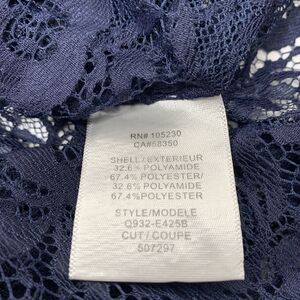 RN# 105230
CA#58350
SHELL/EXTERIEUR
32.6% POLYAMIDE
67.4% POLYESTER/
32.6% POLYAMIDE
67.4%POLYESTER
STYLE/MODELE
Q932-E425B
CUT/COUPE
507297